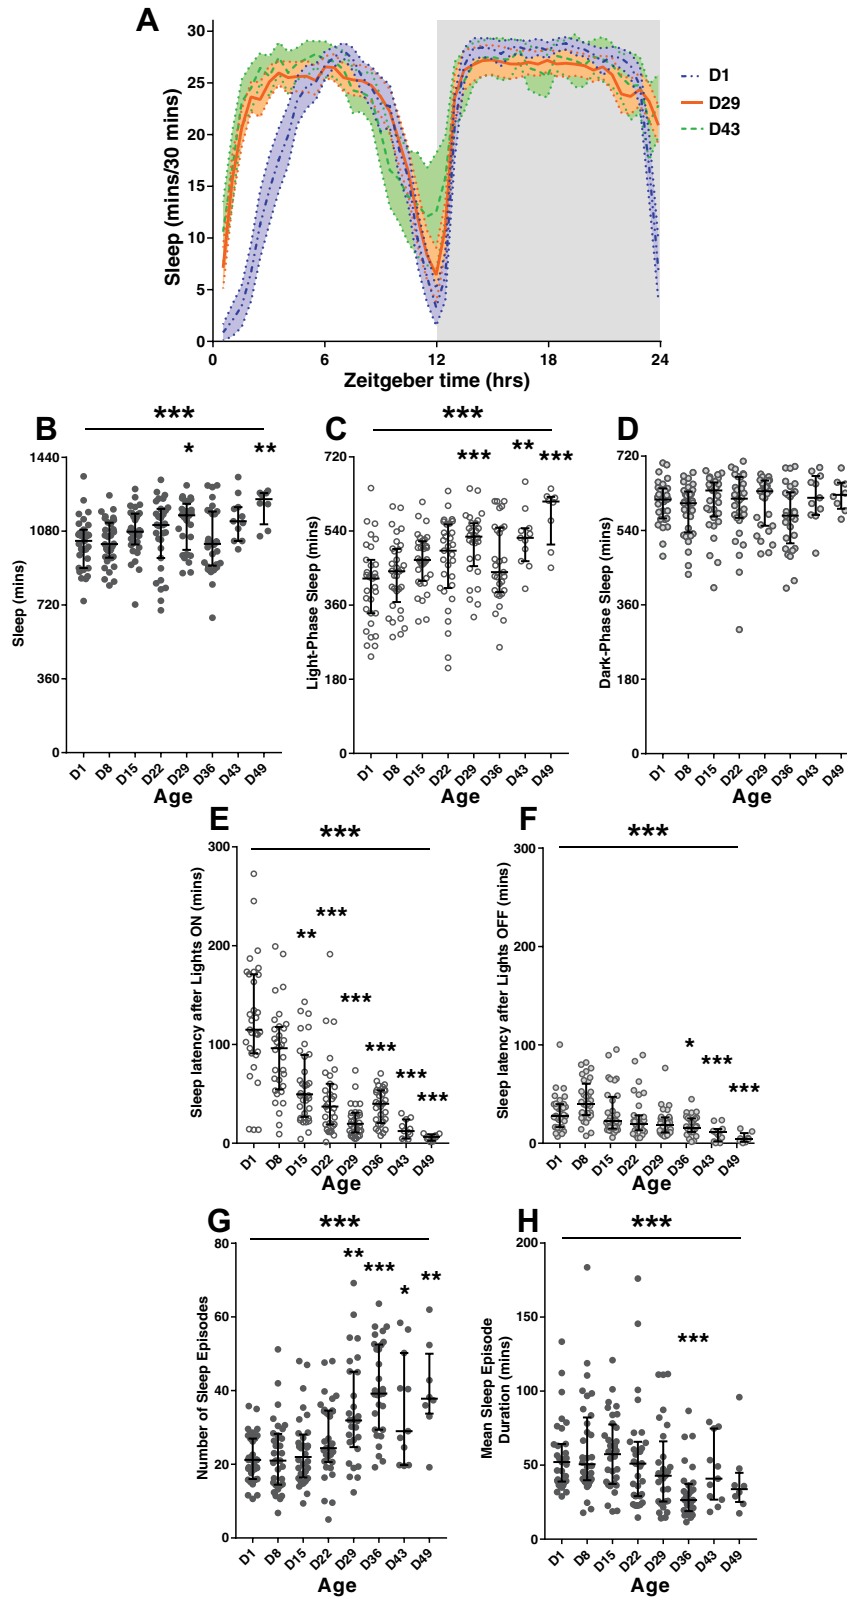 A
30
25
20
15
10
5
0
Sleep (mins/30 mins)
0 6 12 18 24
Zeitgeber time (hrs)
D1
D29
D43
B
***
* **
1440
1080
720
360
0
Sleep (mins)
D1 D8 D15 D22 D29 D36 D43 D49
Age
C
***
*** ** ***
720
540
360
180
0
Light-Phase Sleep (mins)
D1 D8 D15 D22 D29 D36 D43 D49
Age
D
720
540
360
180
0
Dark-Phase Sleep (mins)
D1 D8 D15 D22 D29 D36 D43 D49
Age
E
***
** *** *** *** *** ***
300
200
100
0
Sleep latency after Lights ON (mins)
D1 D8 D15 D22 D29 D36 D43 D49
Age
F
***
* *** ***
300
200
100
0
Sleep latency after Lights OFF (mins)
D1 D8 D15 D22 D29 D36 D43 D49
Age
G
***
** *** * **
80
60
40
20
0
Number of Sleep Episodes
D1 D8 D15 D22 D29 D36 D43 D49
Age
H
***
***
200
150
100
50
0
Mean Sleep Episode
Duration (mins)
D1 D8 D15 D22 D29 D36 D43 D49
Age